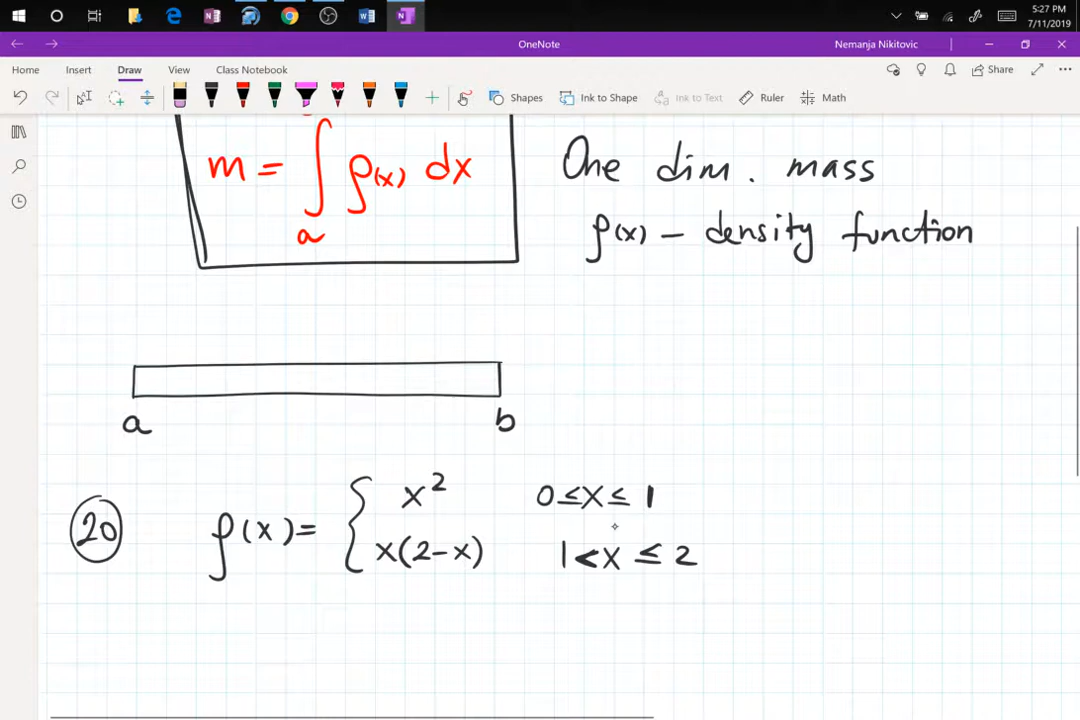 5:27 PM
7/11/2019
OneNote
Nemanja Nikitovic
Home Insert Draw View Class Notebook
Share
Shapes Ink to Shape Ink to Text Ruler Math
m = ∫ ρ(x) dx
a
One dim. mass
ρ(x) – density function
a b
20 ρ(x) = { x² 0≤x≤1
x(2-x) 1<x≤2